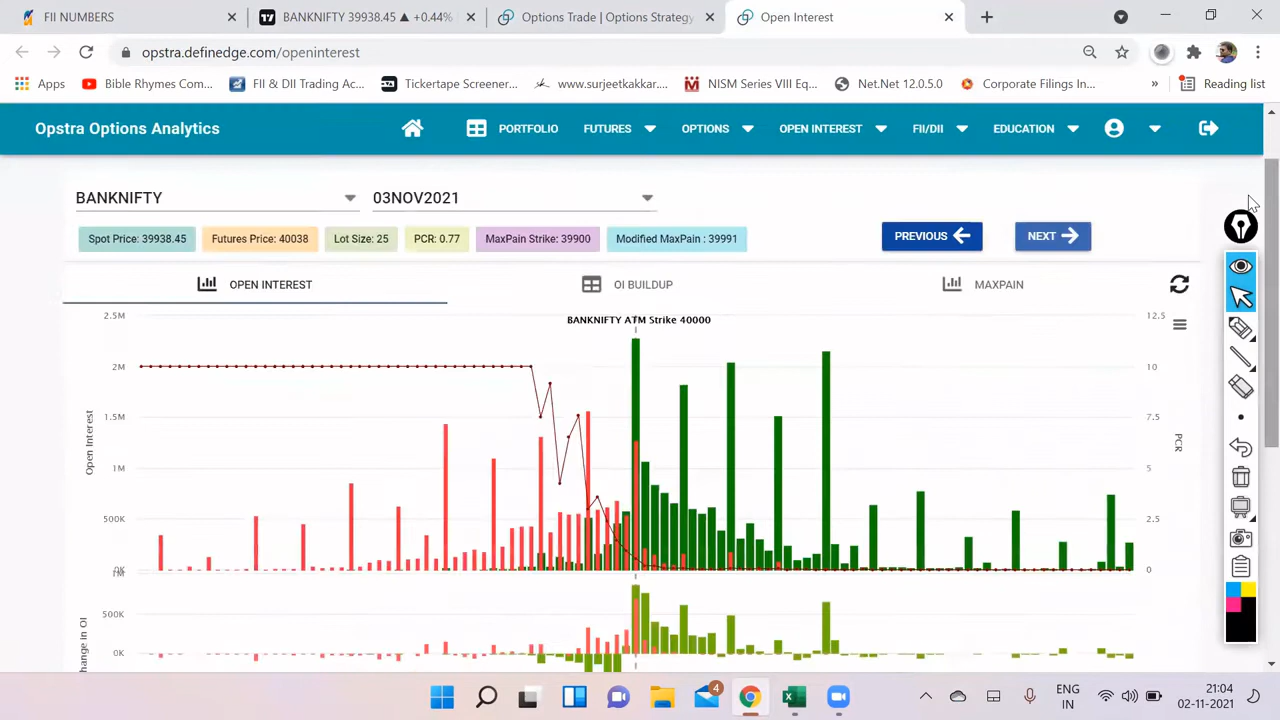 FII NUMBERS
BANKNIFTY 39938.45 ▲ +0.44%
Options Trade | Options Strategy
Open Interest
opstra.definedge.com/openinterest
Apps
Bible Rhymes Com...
FII & DII Trading Ac...
Tickertape Screener...
www.surjeetkakkar....
NISM Series VIII Eq...
Net.Net 12.0.5.0
Corporate Filings In...
»
Reading list
Opstra Options Analytics
PORTFOLIO
FUTURES
OPTIONS
OPEN INTEREST
FII/DII
EDUCATION
BANKNIFTY
03NOV2021
Spot Price: 39938.45
Futures Price: 40038
Lot Size: 25
PCR: 0.77
MaxPain Strike: 39900
Modified MaxPain : 39991
PREVIOUS
NEXT
OPEN INTEREST
OI BUILDUP
MAXPAIN
BANKNIFTY ATM Strike 40000
2.5M
2M
1.5M
1M
500K
0K
Open Interest
12.5
10
7.5
5
2.5
0
PCR
1M
500K
0K
hange in OI
4
ENG
IN
21:04
02-11-2021